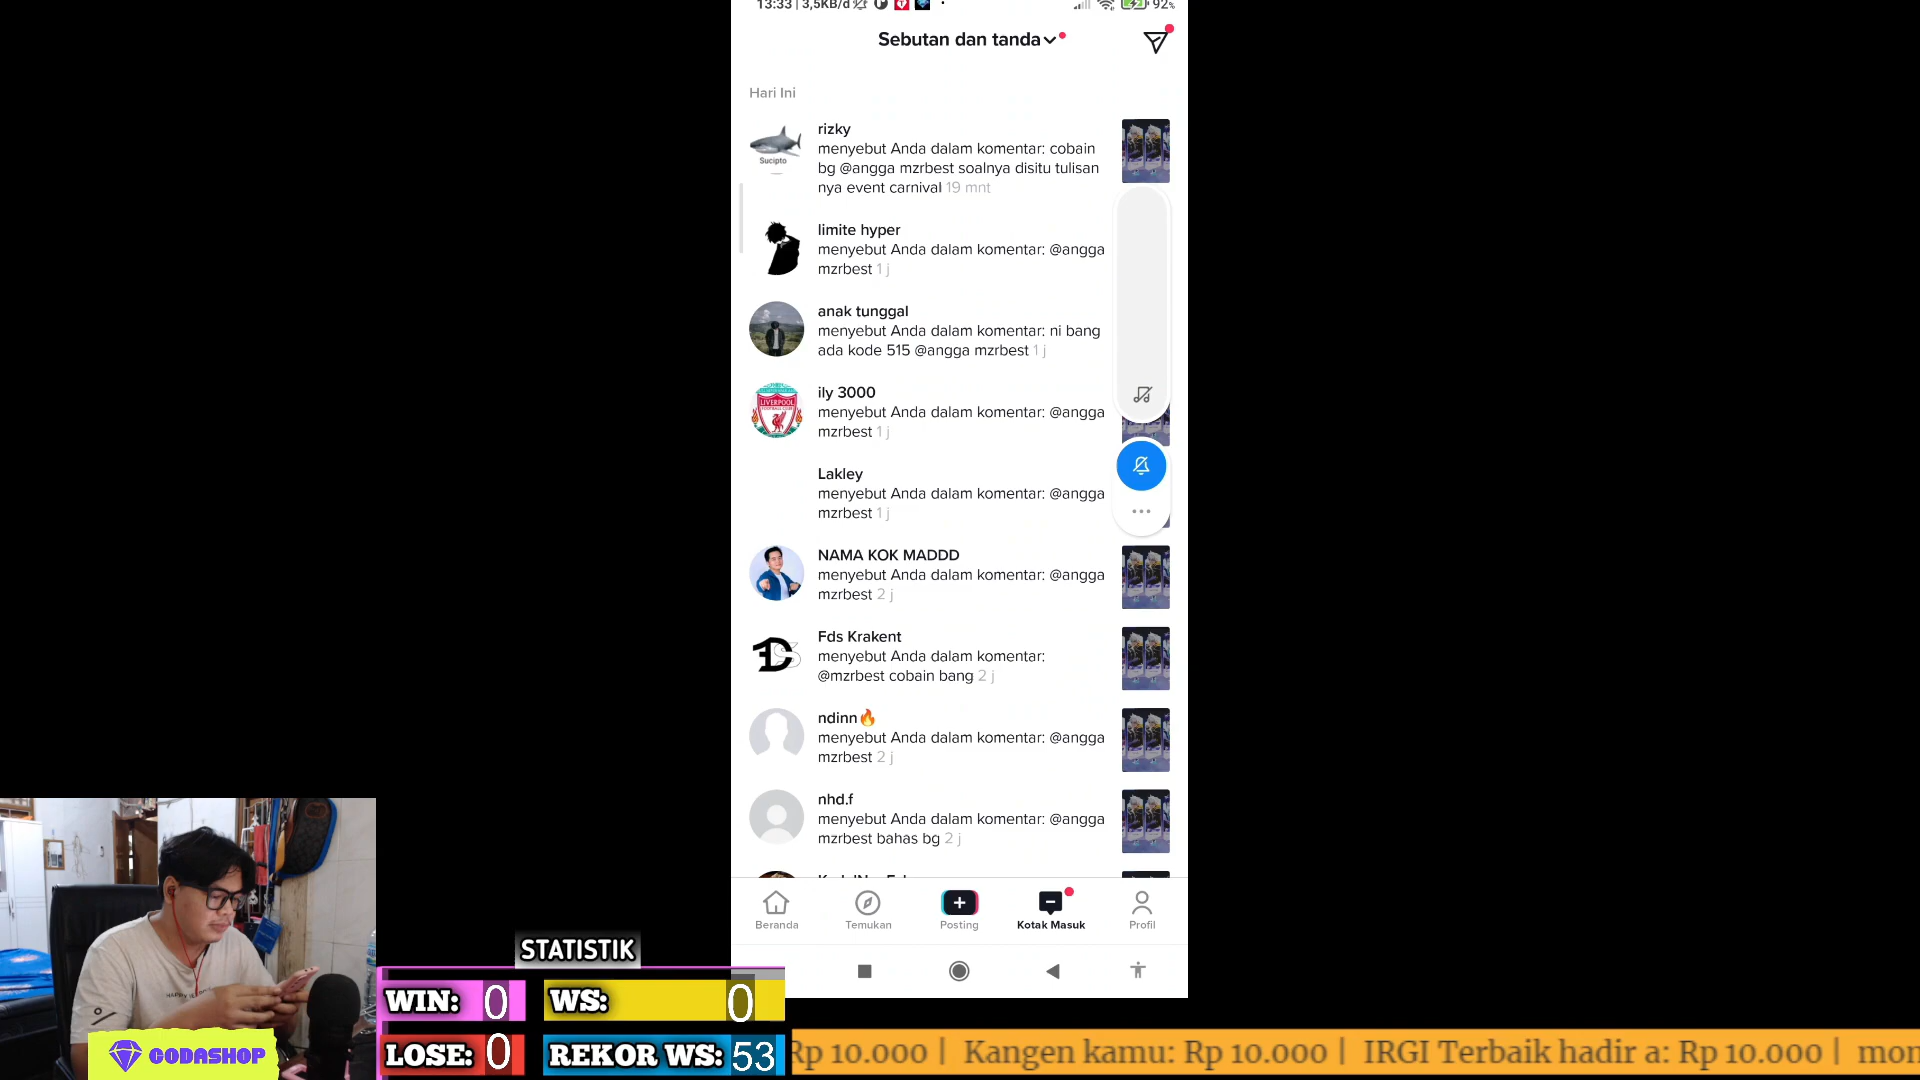 13:33 | 3,5KB/d
92%
Sebutan dan tanda
Hari Ini
rizky
menyebut Anda dalam komentar: cobain
bg @angga mzrbest soalnya disitu tulisan
nya event carnival 19 mnt
Sucipto
limite hyper
menyebut Anda dalam komentar: @angga
mzrbest 1 j
anak tunggal
menyebut Anda dalam komentar: ni bang
ada kode 515 @angga mzrbest 1 j
ily 3000
menyebut Anda dalam komentar: @angga
mzrbest 1 j
LIVERPOOL
Lakley
menyebut Anda dalam komentar: @angga
mzrbest 1 j
NAMA KOK MADDD
menyebut Anda dalam komentar: @angga
mzrbest 2 j
Fds Krakent
menyebut Anda dalam komentar:
@mzrbest cobain bang 2 j
ndinn🔥
menyebut Anda dalam komentar: @angga
mzrbest 2 j
nhd.f
menyebut Anda dalam komentar: @angga
mzrbest bahas bg 2 j
Beranda
Temukan
Posting
Kotak Masuk
Profil
STATISTIK
WIN: 0
WS: 0
LOSE: 0
REKOR WS: 53
CODASHOP
Rp 10.000 | Kangen kamu: Rp 10.000 | IRGI Terbaik hadir a: Rp 10.000 | mon